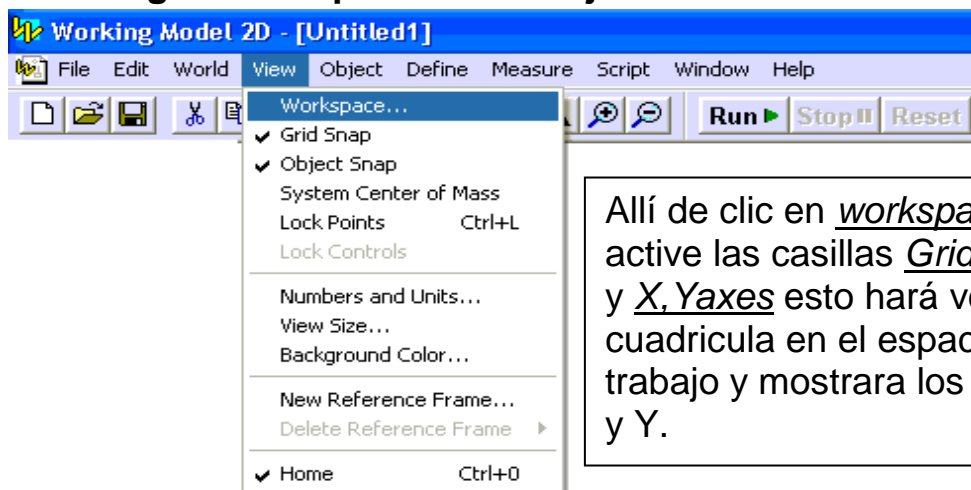 Working Model 2D - [Untitled1]
File Edit World View Object Define Measure Script Window Help
Run Stop Reset
Workspace...
Grid Snap
Object Snap
System Center of Mass
Lock Points Ctrl+L
Lock Controls
Numbers and Units...
View Size...
Background Color...
New Reference Frame...
Delete Reference Frame
Home Ctrl+0
Allí de clic en workspa
active las casillas Grid
y X,Yaxes esto hará v
cuadricula en el espac
trabajo y mostrara los
y Y.